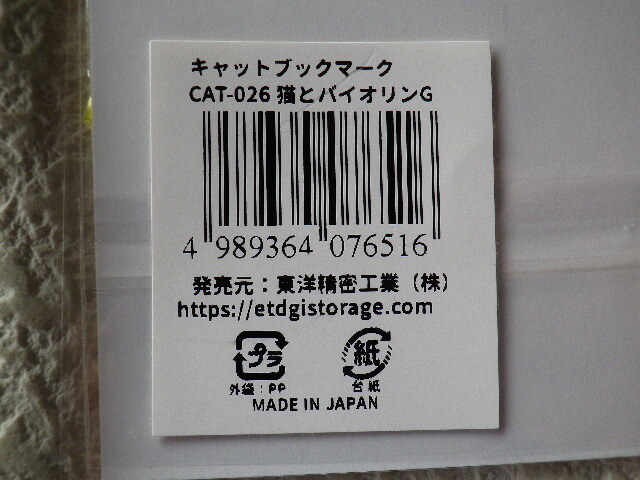 キャットブックマーク
CAT-026 猫とバイオリンG
4 989364 076516
発売元：東洋精密工業（株）
https://etdgistorage.com
プラ 紙
外袋：PP 台紙
MADE IN JAPAN